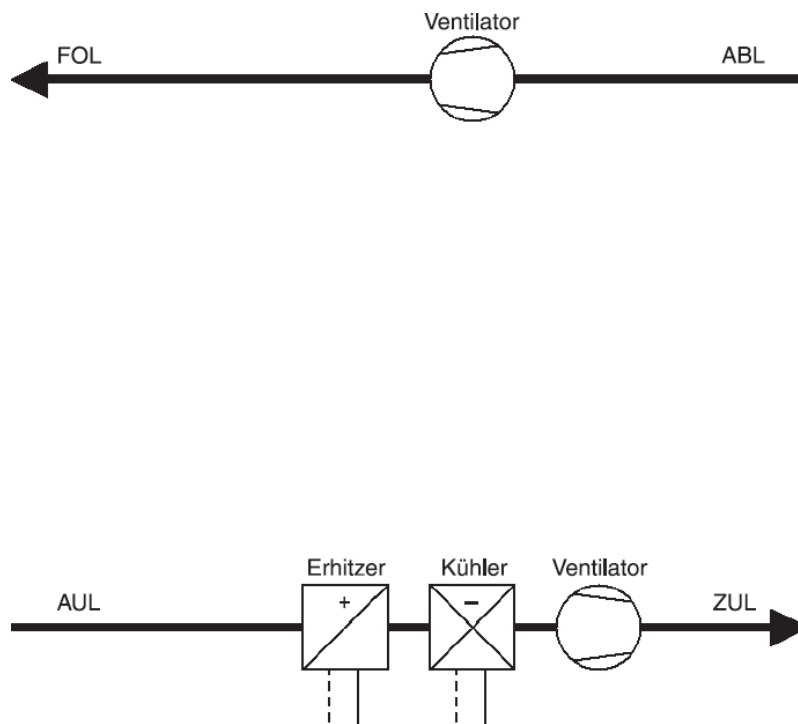 Ventilator
FOL
ABL
Erhitzer
Kühler
Ventilator
AUL
+
−
ZUL